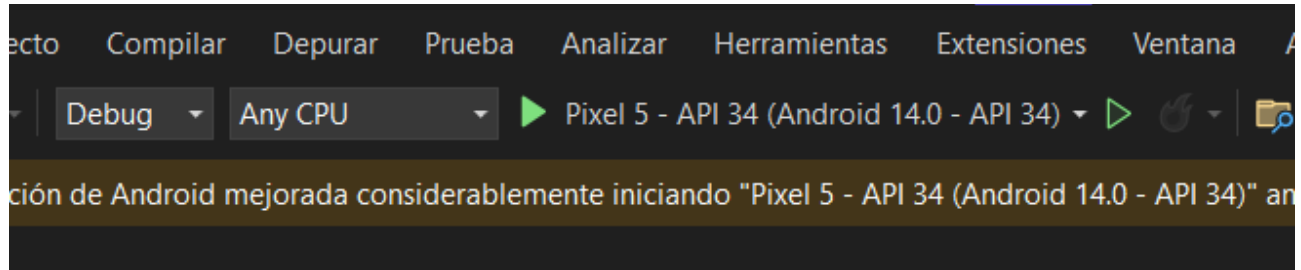 ecto Compilar Depurar Prueba Analizar Herramientas Extensiones Ventana A
Debug Any CPU Pixel 5 - API 34 (Android 14.0 - API 34)
ción de Android mejorada considerablemente iniciando "Pixel 5 - API 34 (Android 14.0 - API 34)" an